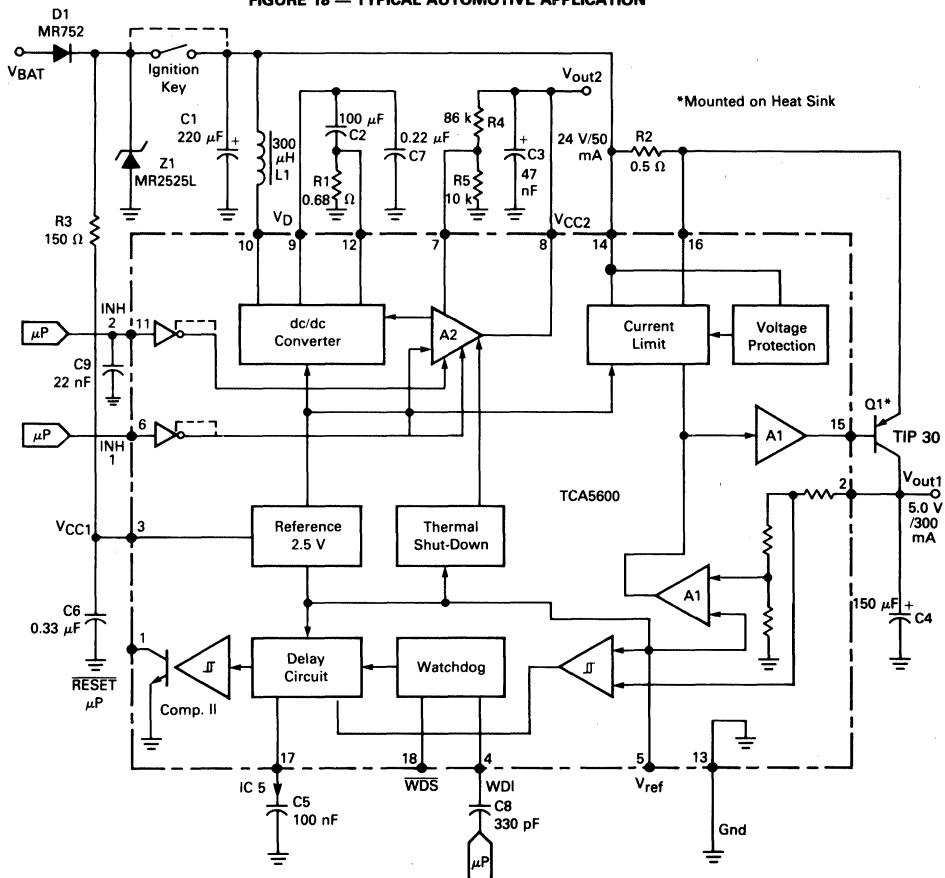 FIGURE 18 — TYPICAL AUTOMOTIVE APPLICATION
D1
MR752
VBAT
Ignition
Key
C1
220 µF
+
Z1
MR2525L
R3
150 Ω
300
µH
L1
100 µF
C2
R1
0.68 Ω
0.22 µF
C7
86 k
R4
R5
10 k
+
C3
47
nF
Vout2
*Mounted on Heat Sink
24 V/50
mA
R2
0.5 Ω
VD
VCC2
10
9
12
7
8
14
16
INH
2
11
µP
C9
22 nF
dc/dc
Converter
A2
Current
Limit
Voltage
Protection
µP
6
INH
1
Q1*
A1
15
TIP 30
TCA5600
2
Vout1
5.0 V
/300
mA
VCC1
3
Reference
2.5 V
Thermal
Shut-Down
A1
150 µF
+
C4
C6
0.33 µF
1
RESET
µP
Comp. II
Delay
Circuit
Watchdog
17
18
4
5
13
IC 5
WDS
WDI
Vref
C5
100 nF
C8
330 pF
Gnd
µP